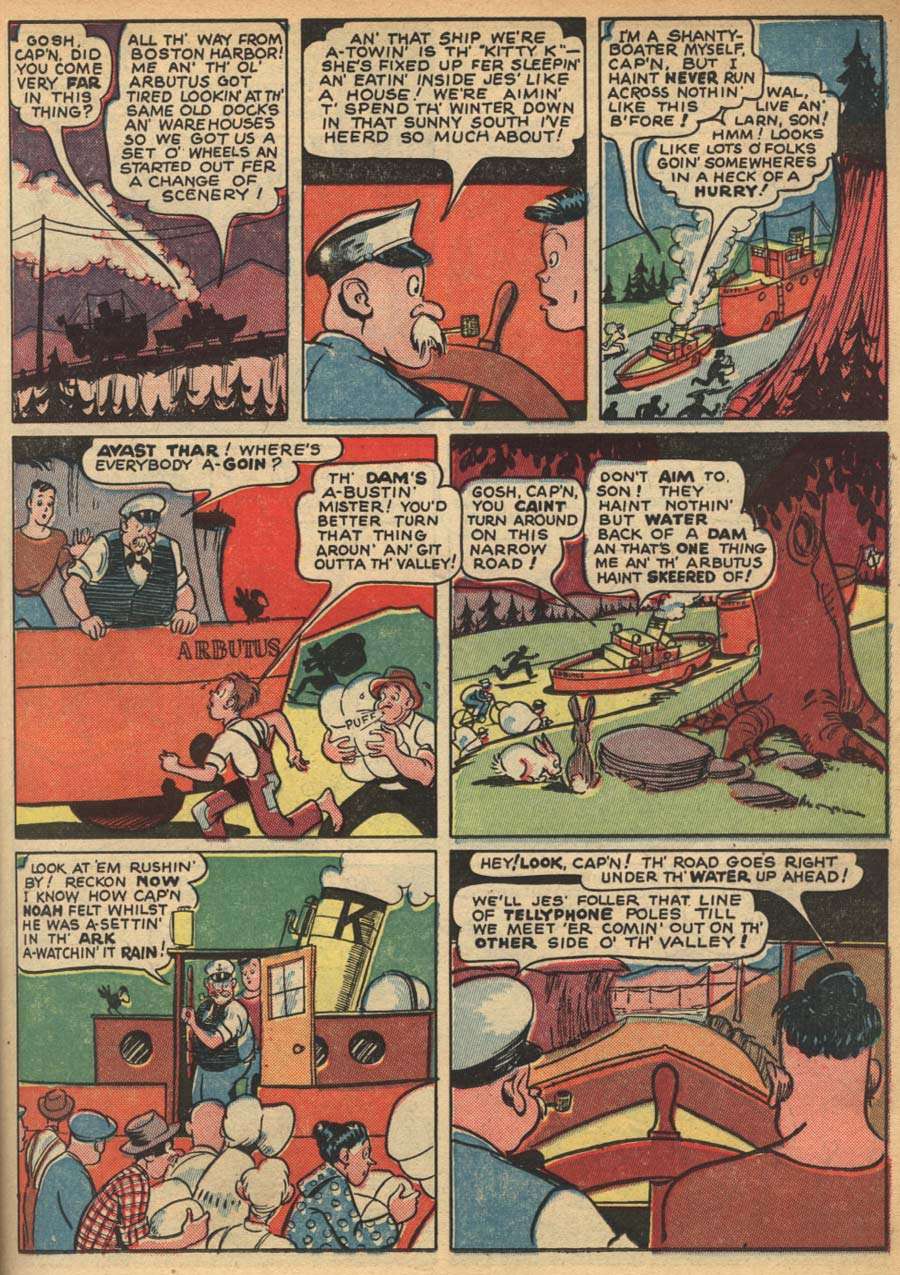 GOSH,
CAP'N, DID
YOU COME
VERY FAR
IN THIS
THING?
ALL TH' WAY FROM
BOSTON HARBOR!
ME AN' TH' OL'
ARBUTUS GOT
TIRED LOOKIN' AT TH'
SAME OLD DOCKS
AN' WAREHOUSES
SO WE GOT US A
SET O' WHEELS AN
STARTED OUT FER
A CHANGE OF
SCENERY!
AN' THAT SHIP WE'RE
A-TOWIN' IS TH' "KITTY K"—
SHE'S FIXED UP FER SLEEPIN'
AN' EATIN' INSIDE JES' LIKE
A HOUSE! WE'RE AIMIN'
T' SPEND TH' WINTER DOWN
IN THAT SUNNY SOUTH I'VE
HEERD SO MUCH ABOUT!
I'M A SHANTY-
BOATER MYSELF,
CAP'N, BUT I
HAINT NEVER RUN
ACROSS NOTHIN'
LIKE THIS
B'FORE!
WAL,
LIVE AN'
LARN, SON!
HMM! LOOKS
LIKE LOTS O' FOLKS
GOIN' SOMEWHERES
IN A HECK OF A
HURRY!
AVAST THAR! WHERE'S
EVERYBODY A-GOIN?
TH' DAM'S
A-BUSTIN'
MISTER! YOU'D
BETTER TURN
THAT THING
AROUN' AN' GIT
OUTTA TH' VALLEY!
ARBUTUS
PUFF
GOSH, CAP'N,
YOU CAINT
TURN AROUND
ON THIS
NARROW
ROAD!
DON'T AIM TO,
SON! THEY
HAINT NOTHIN'
BUT WATER
BACK OF A DAM
AN THAT'S ONE THING
ME AN' TH' ARBUTUS
HAINT SKEERED OF!
ARBUTUS
LOOK AT 'EM RUSHIN'
BY! RECKON NOW
I KNOW HOW CAP'N
NOAH FELT WHILST
HE WAS A-SETTIN'
IN TH' ARK
A-WATCHIN' IT RAIN!
K
HEY! LOOK, CAP'N! TH' ROAD GOES RIGHT
UNDER TH' WATER UP AHEAD!
WE'LL JES' FOLLER THAT LINE
OF TELLYPHONE POLES TILL
WE MEET 'ER COMIN' OUT ON TH'
OTHER SIDE O' TH' VALLEY!